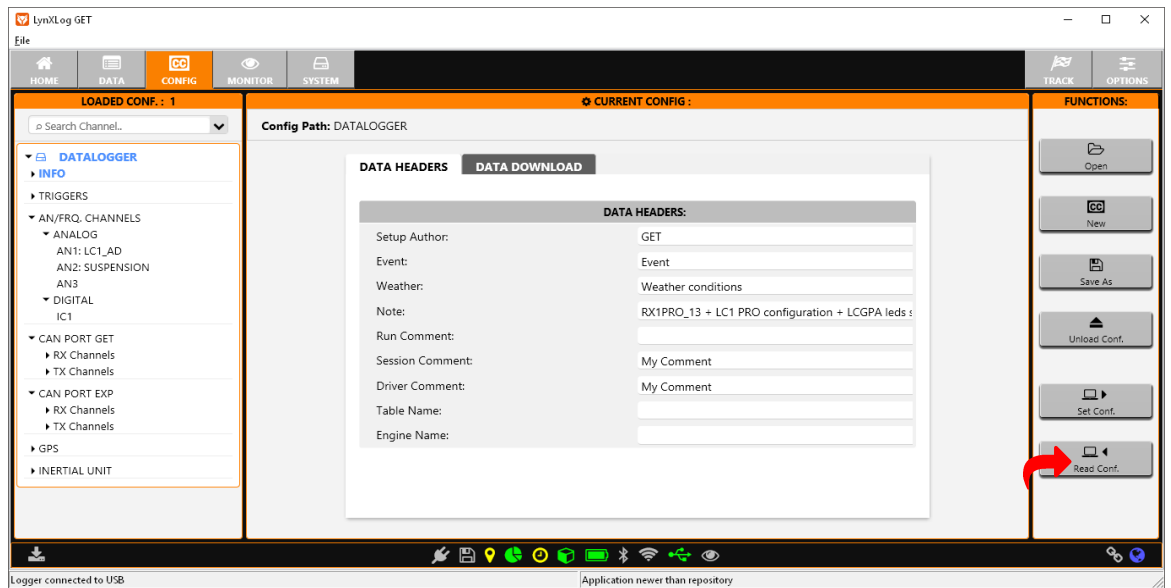 LynXLog GET
File
HOME
DATA
CC
CONFIG
MONITOR
SYSTEM
TRACK
OPTIONS
LOADED CONF. : 1
Search Channel..
DATALOGGER
INFO
TRIGGERS
AN/FRQ. CHANNELS
ANALOG
AN1: LC1_AD
AN2: SUSPENSION
AN3
DIGITAL
IC1
CAN PORT GET
RX Channels
TX Channels
CAN PORT EXP
RX Channels
TX Channels
GPS
INERTIAL UNIT
CURRENT CONFIG :
Config Path: DATALOGGER
DATA HEADERS
DATA DOWNLOAD
DATA HEADERS:
Setup Author: GET
Event: Event
Weather: Weather conditions
Note: RX1PRO_13 + LC1 PRO configuration + LCGPA leds s
Run Comment:
Session Comment: My Comment
Driver Comment: My Comment
Table Name:
Engine Name:
FUNCTIONS:
Open
CC
New
Save As
Unload Conf.
Set Conf.
Read Conf.
Logger connected to USB
Application newer than repository